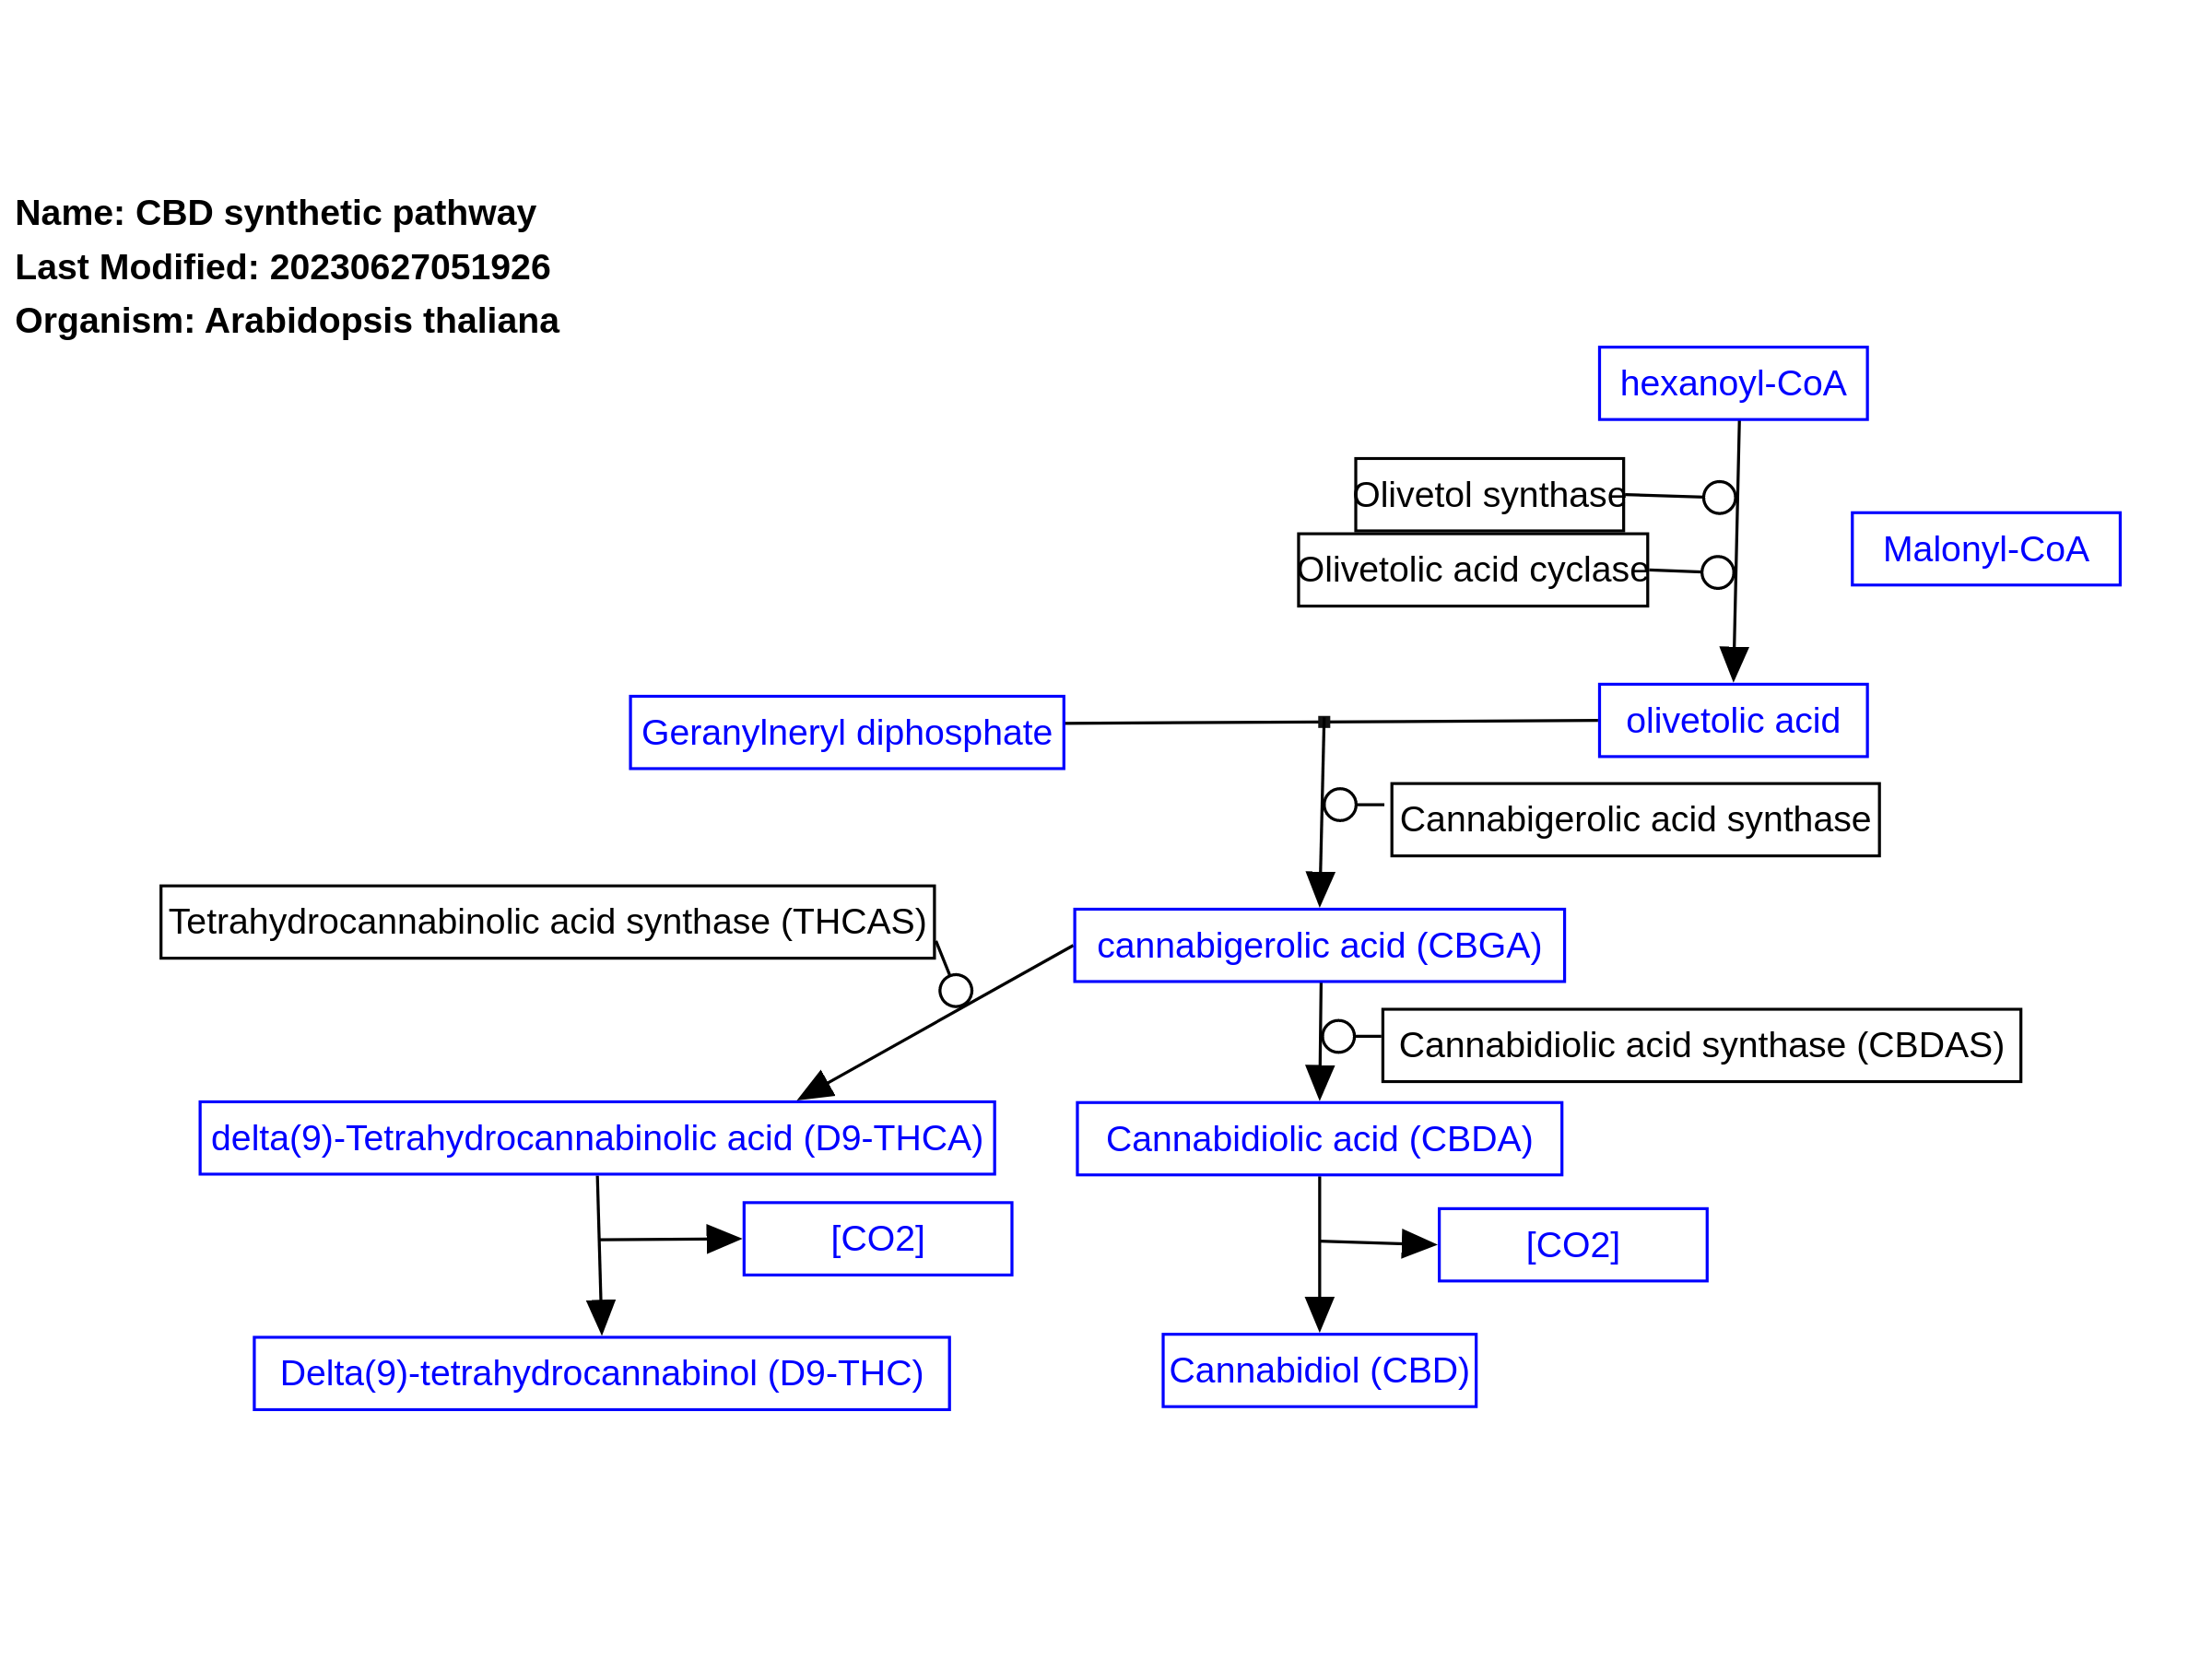 Name: CBD synthetic pathway
Last Modified: 20230627051926
Organism: Arabidopsis thaliana
hexanoyl-CoA
Olivetol synthase
Malonyl-CoA
Olivetolic acid cyclase
Geranylneryl diphosphate
olivetolic acid
Cannabigerolic acid synthase
Tetrahydrocannabinolic acid synthase (THCAS)
cannabigerolic acid (CBGA)
Cannabidiolic acid synthase (CBDAS)
delta(9)-Tetrahydrocannabinolic acid (D9-THCA)
Cannabidiolic acid (CBDA)
[CO2]
[CO2]
Delta(9)-tetrahydrocannabinol (D9-THC)
Cannabidiol (CBD)